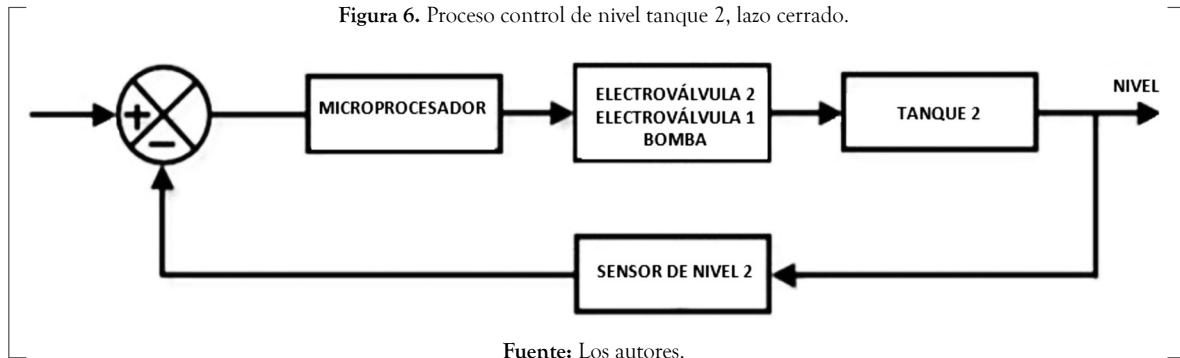 Figura 6. Proceso control de nivel tanque 2, lazo cerrado.
+
−
MICROPROCESADOR
ELECTROVÁLVULA 2
ELECTROVÁLVULA 1
BOMBA
TANQUE 2
NIVEL
SENSOR DE NIVEL 2
Fuente: Los autores.